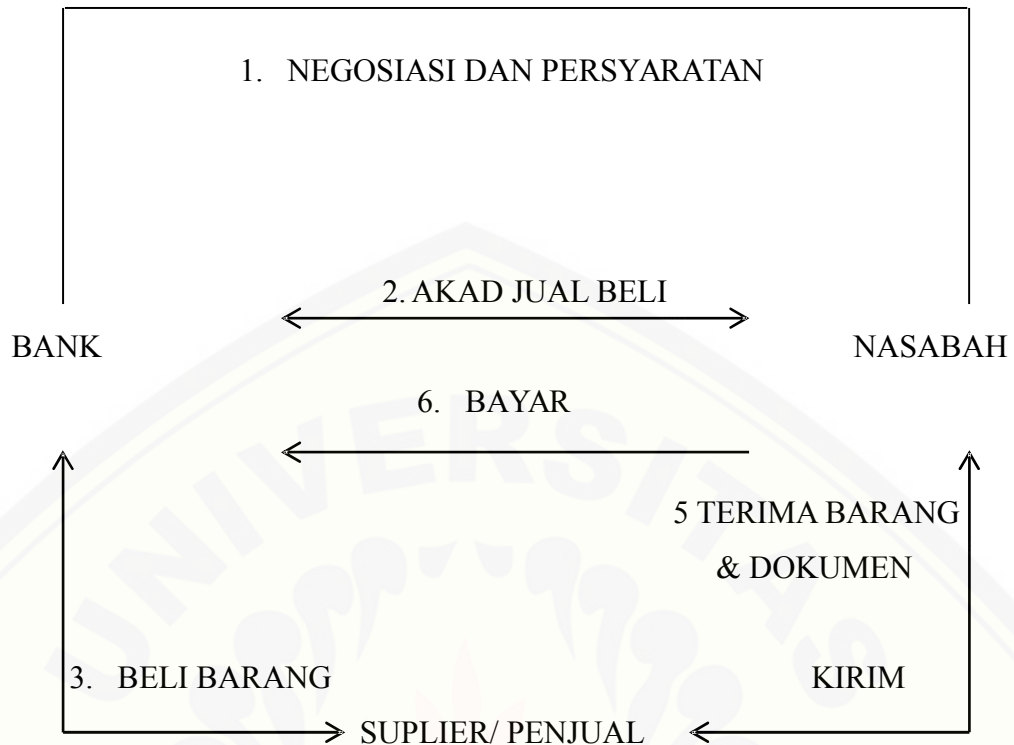 1. NEGOSIASI DAN PERSYARATAN
2. AKAD JUAL BELI
BANK
NASABAH
6. BAYAR
5 TERIMA BARANG
& DOKUMEN
3. BELI BARANG
KIRIM
SUPLIER/ PENJUAL
UNIVERSITAS